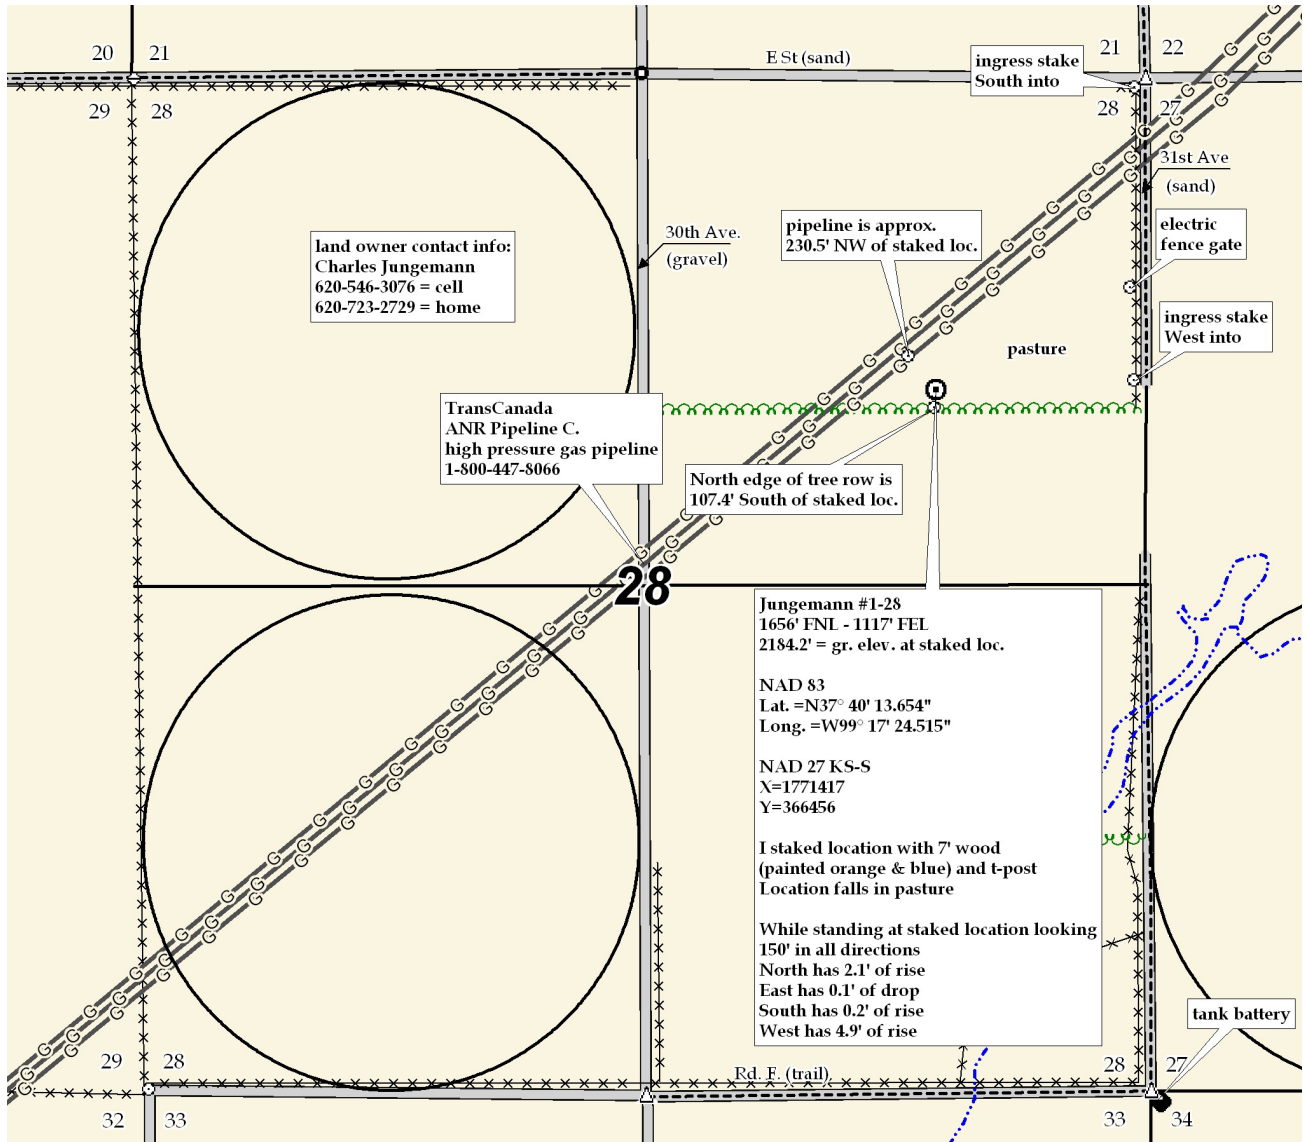 20
21
E St (sand)
21
22
ingress stake
South into
29
28
28
27
31st Ave
(sand)
pipeline is approx.
230.5' NW of staked loc.
electric
fence gate
land owner contact info:
Charles Jungemann
620-546-3076 = cell
620-723-2729 = home
30th Ave.
(gravel)
ingress stake
West into
pasture
TransCanada
ANR Pipeline C.
high pressure gas pipeline
1-800-447-8066
North edge of tree row is
107.4' South of staked loc.
28
Jungemann #1-28
1656' FNL - 1117' FEL
2184.2' = gr. elev. at staked loc.
NAD 83
Lat. =N37° 40' 13.654"
Long. =W99° 17' 24.515"
NAD 27 KS-S
X=1771417
Y=366456
I staked location with 7' wood
(painted orange & blue) and t-post
Location falls in pasture
While standing at staked location looking
150' in all directions
North has 2.1' of rise
East has 0.1' of drop
South has 0.2' of rise
West has 4.9' of rise
tank battery
29
28
28
27
Rd. F. (trail)
32
33
33
34